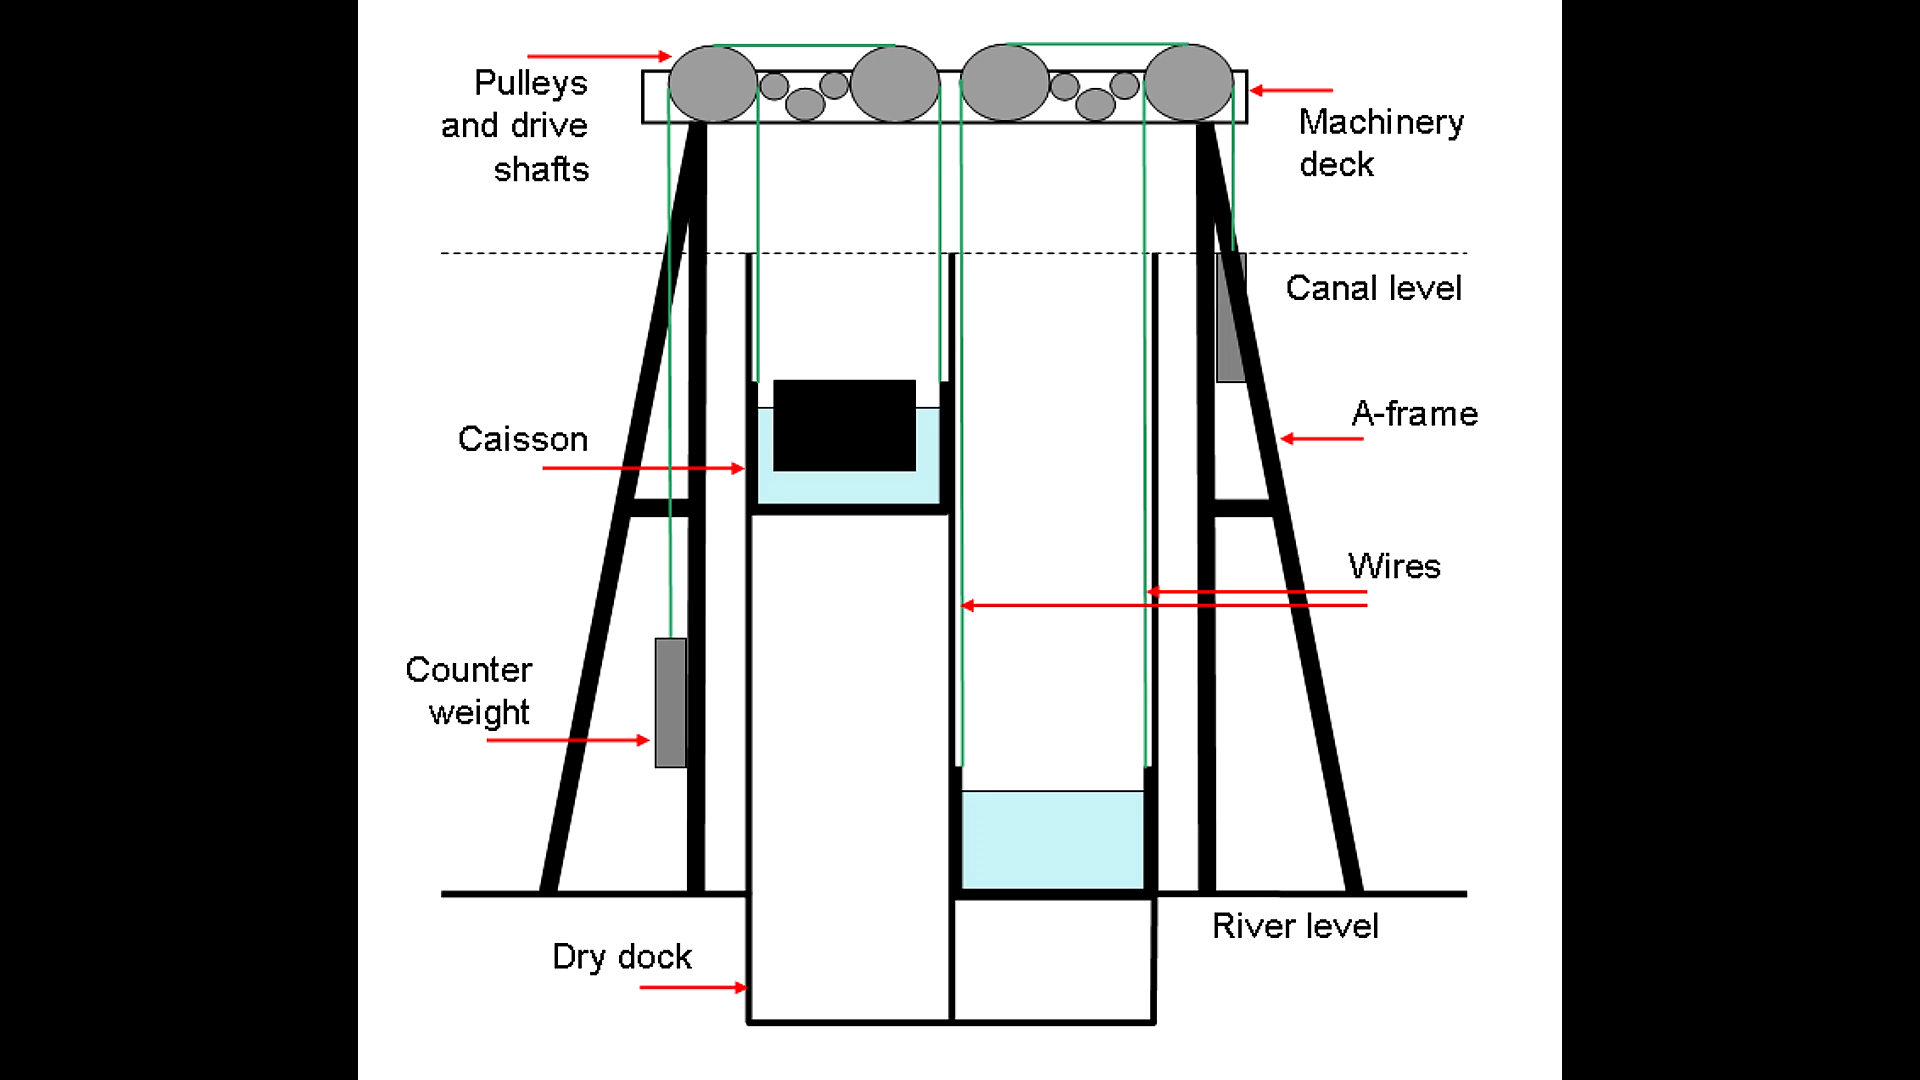 Pulleys
and drive
shafts
Machinery
deck
Canal level
A-frame
Caisson
Wires
Counter
weight
River level
Dry dock